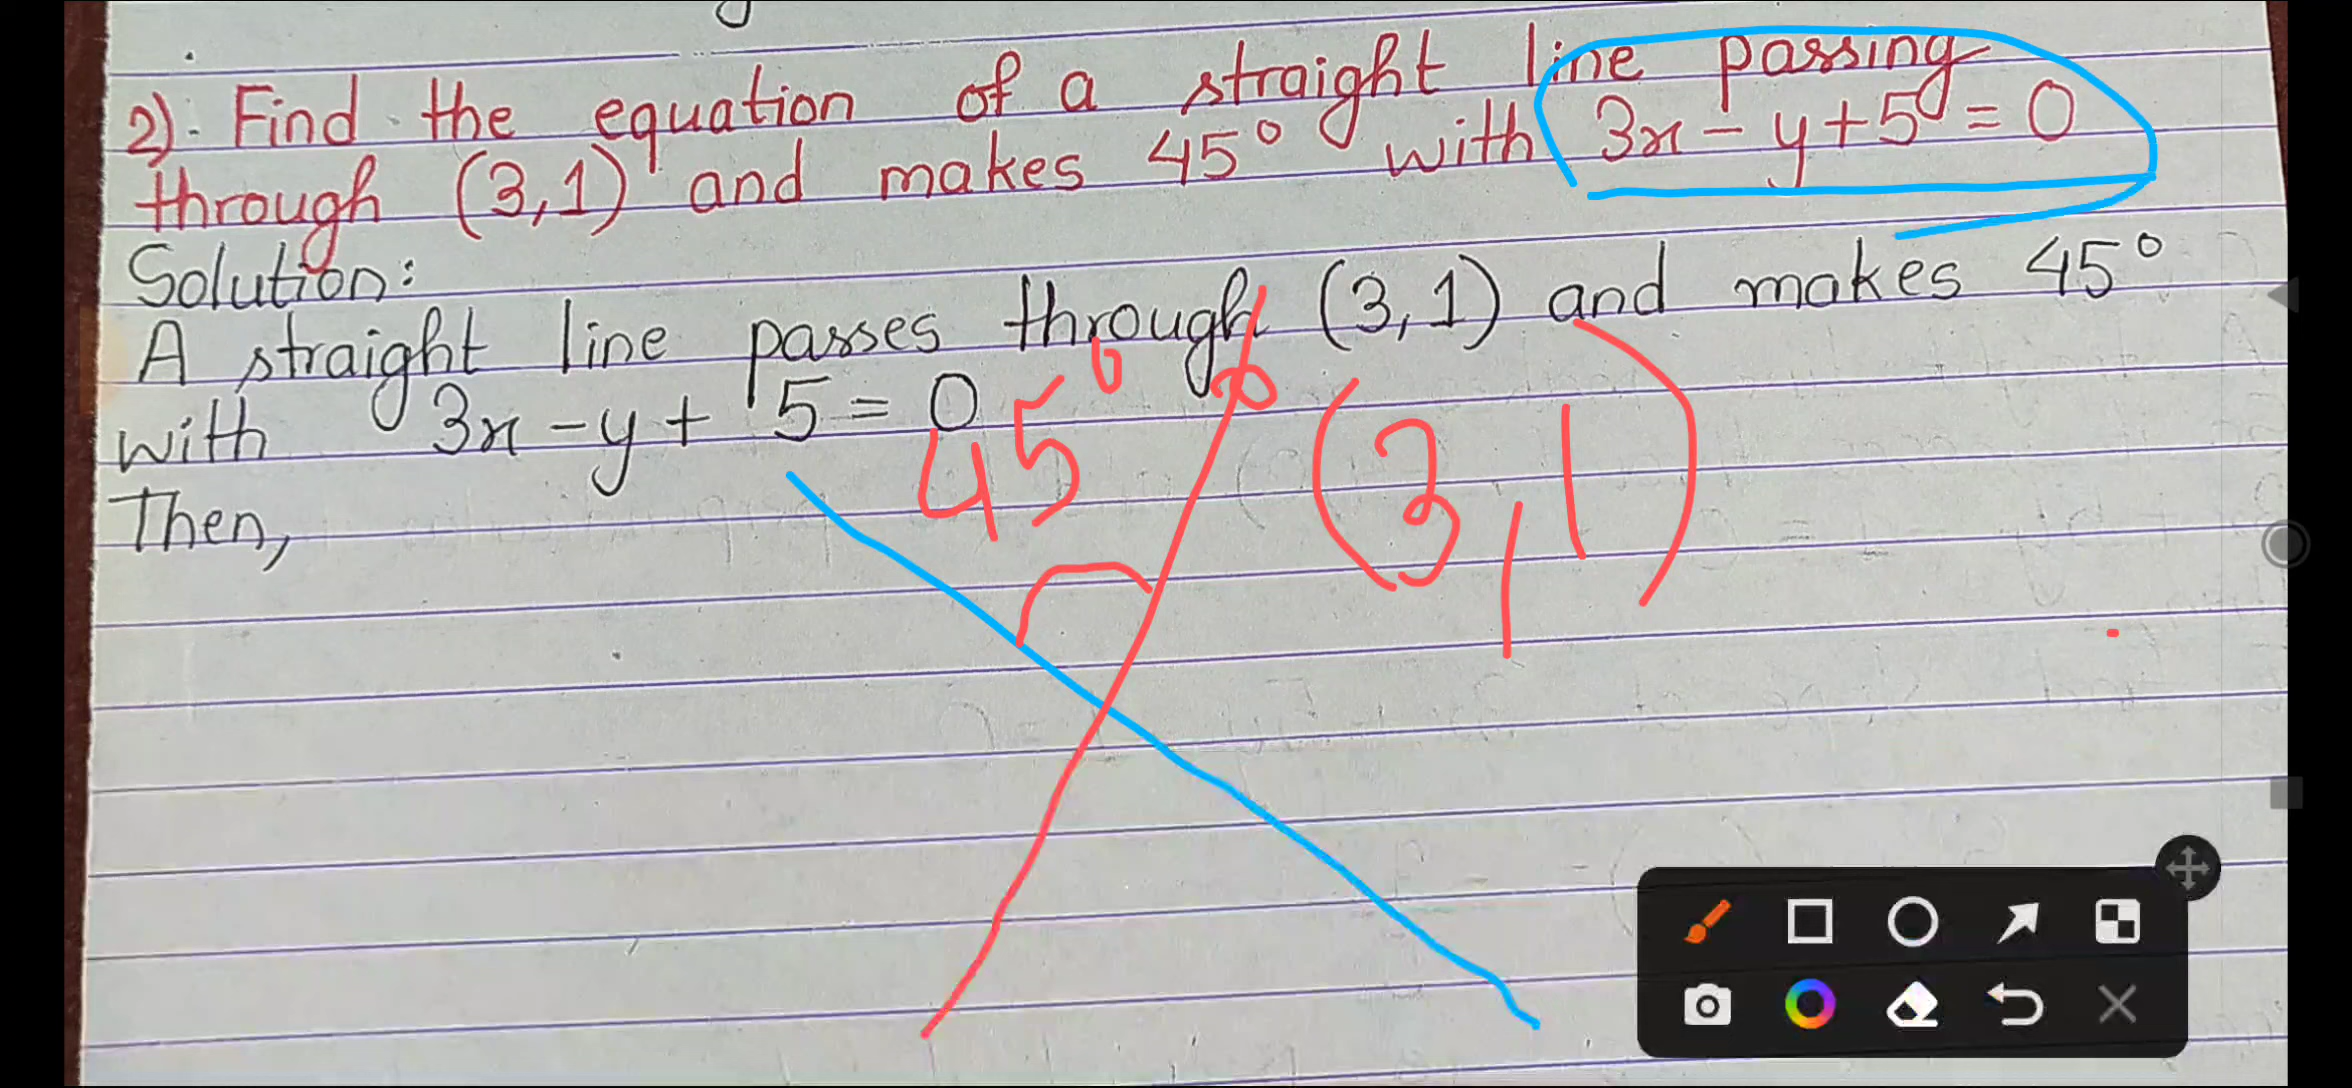 2). Find the equation of a straight line passing
through (3,1) and makes 45° with 3x - y + 5 = 0
Solution:
A straight line passes through (3,1) and makes 45°
with 3x - y + 5 = 0
Then,
45°
(3,1)